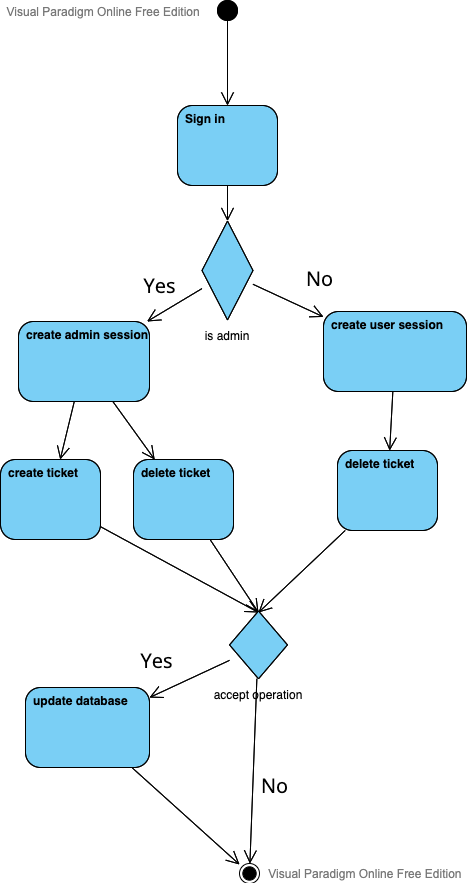 Visual Paradigm Online Free Edition
Sign in
Yes
No
is admin
create admin session
create user session
create ticket
delete ticket
delete ticket
Yes
accept operation
update database
No
Visual Paradigm Online Free Edition